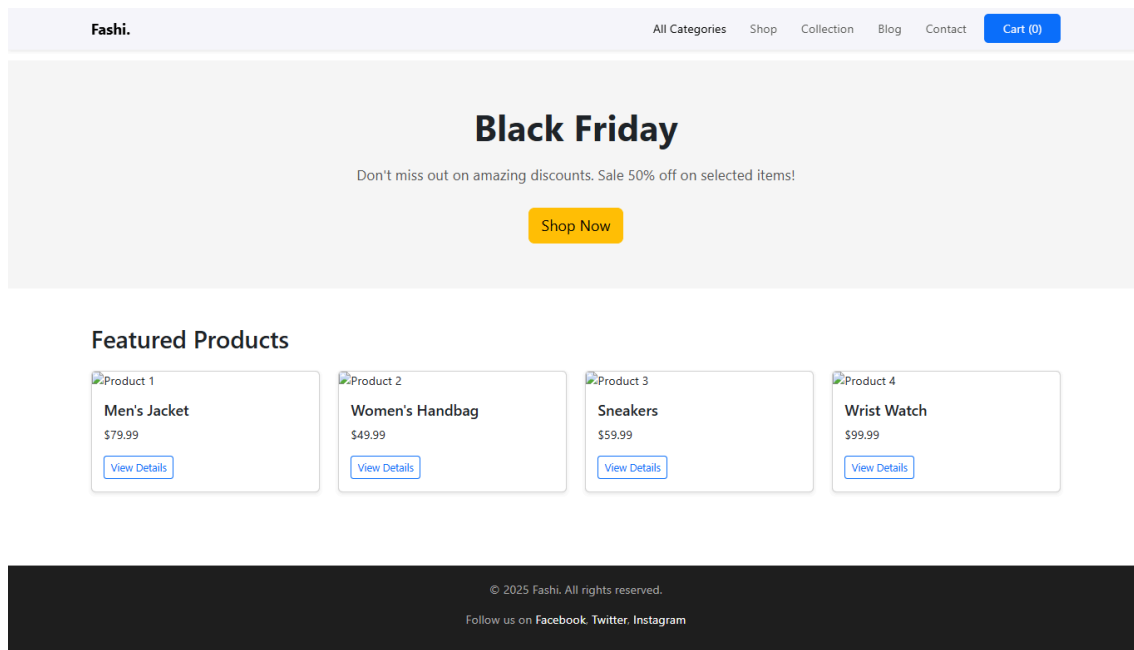 Fashi.
All Categories Shop Collection Blog Contact Cart (0)
Black Friday
Don't miss out on amazing discounts. Sale 50% off on selected items!
Shop Now
Featured Products
Product 1
Men's Jacket
$79.99
View Details
Product 2
Women's Handbag
$49.99
View Details
Product 3
Sneakers
$59.99
View Details
Product 4
Wrist Watch
$99.99
View Details
© 2025 Fashi. All rights reserved.
Follow us on Facebook, Twitter, Instagram